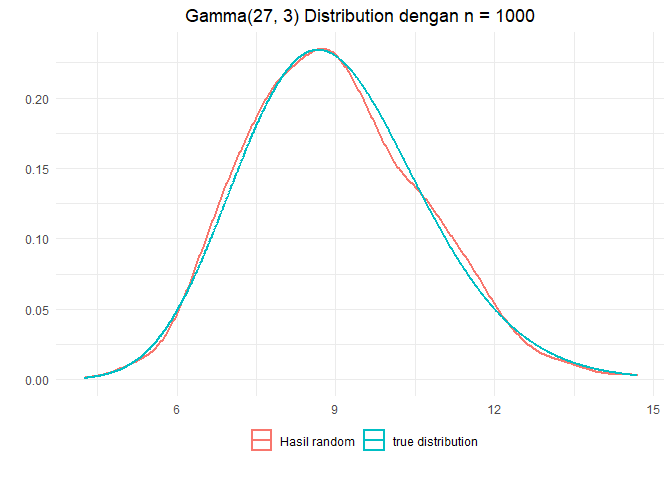 Gamma(27, 3) Distribution dengan n = 1000
0.20
0.15
0.10
0.05
0.00
6 9 12 15
Hasil random true distribution